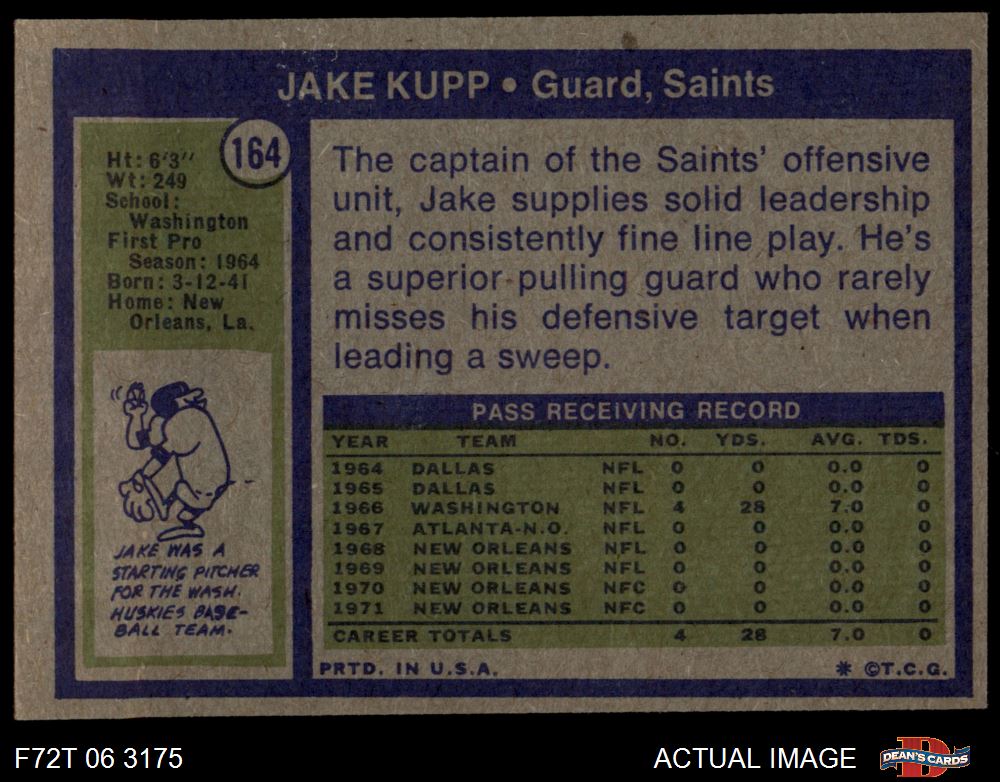 JAKE KUPP • Guard, Saints
164
Ht: 6'3''
Wt: 249
School:
Washington
First Pro
Season: 1964
Born: 3-12-41
Home: New
Orleans, La.
JAKE WAS A
STARTING PITCHER
FOR THE WASH.
HUSKIES BASE-
BALL TEAM.
The captain of the Saints' offensive
unit, Jake supplies solid leadership
and consistently fine line play. He's
a superior pulling guard who rarely
misses his defensive target when
leading a sweep.
PASS RECEIVING RECORD
YEAR TEAM NO. YDS. AVG. TDS.
1964 DALLAS NFL 0 0 0.0 0
1965 DALLAS NFL 0 0 0.0 0
1966 WASHINGTON NFL 4 28 7.0 0
1967 ATLANTA-N.O. NFL 0 0 0.0 0
1968 NEW ORLEANS NFL 0 0 0.0 0
1969 NEW ORLEANS NFL 0 0 0.0 0
1970 NEW ORLEANS NFC 0 0 0.0 0
1971 NEW ORLEANS NFC 0 0 0.0 0
CAREER TOTALS 4 28 7.0 0
PRTD. IN U.S.A. * ©T.C.G.
F72T 06 3175
ACTUAL IMAGE
DEAN'S CARDS